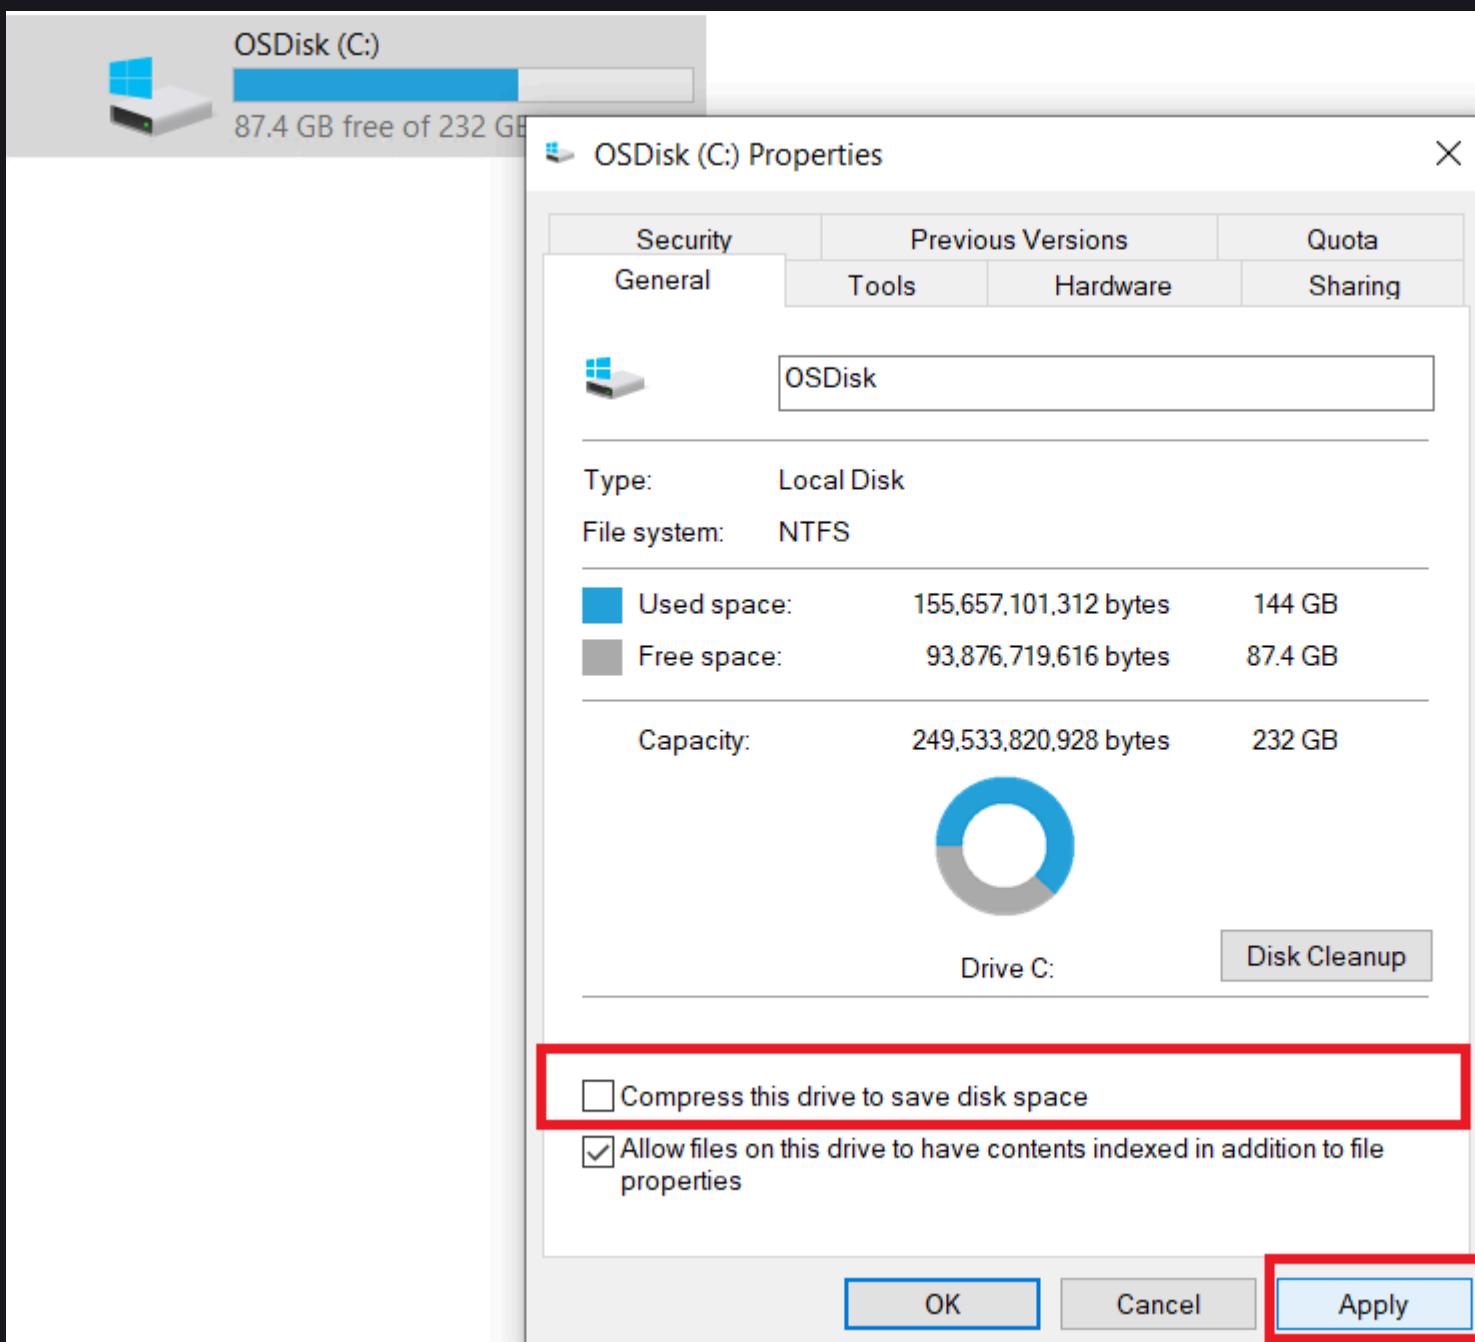 OSDisk (C:)
87.4 GB free of 232 GB
OSDisk (C:) Properties
Security Previous Versions Quota
General Tools Hardware Sharing
OSDisk
Type: Local Disk
File system: NTFS
Used space: 155,657,101,312 bytes 144 GB
Free space: 93,876,719,616 bytes 87.4 GB
Capacity: 249,533,820,928 bytes 232 GB
Drive C: Disk Cleanup
Compress this drive to save disk space
Allow files on this drive to have contents indexed in addition to file
properties
OK Cancel Apply